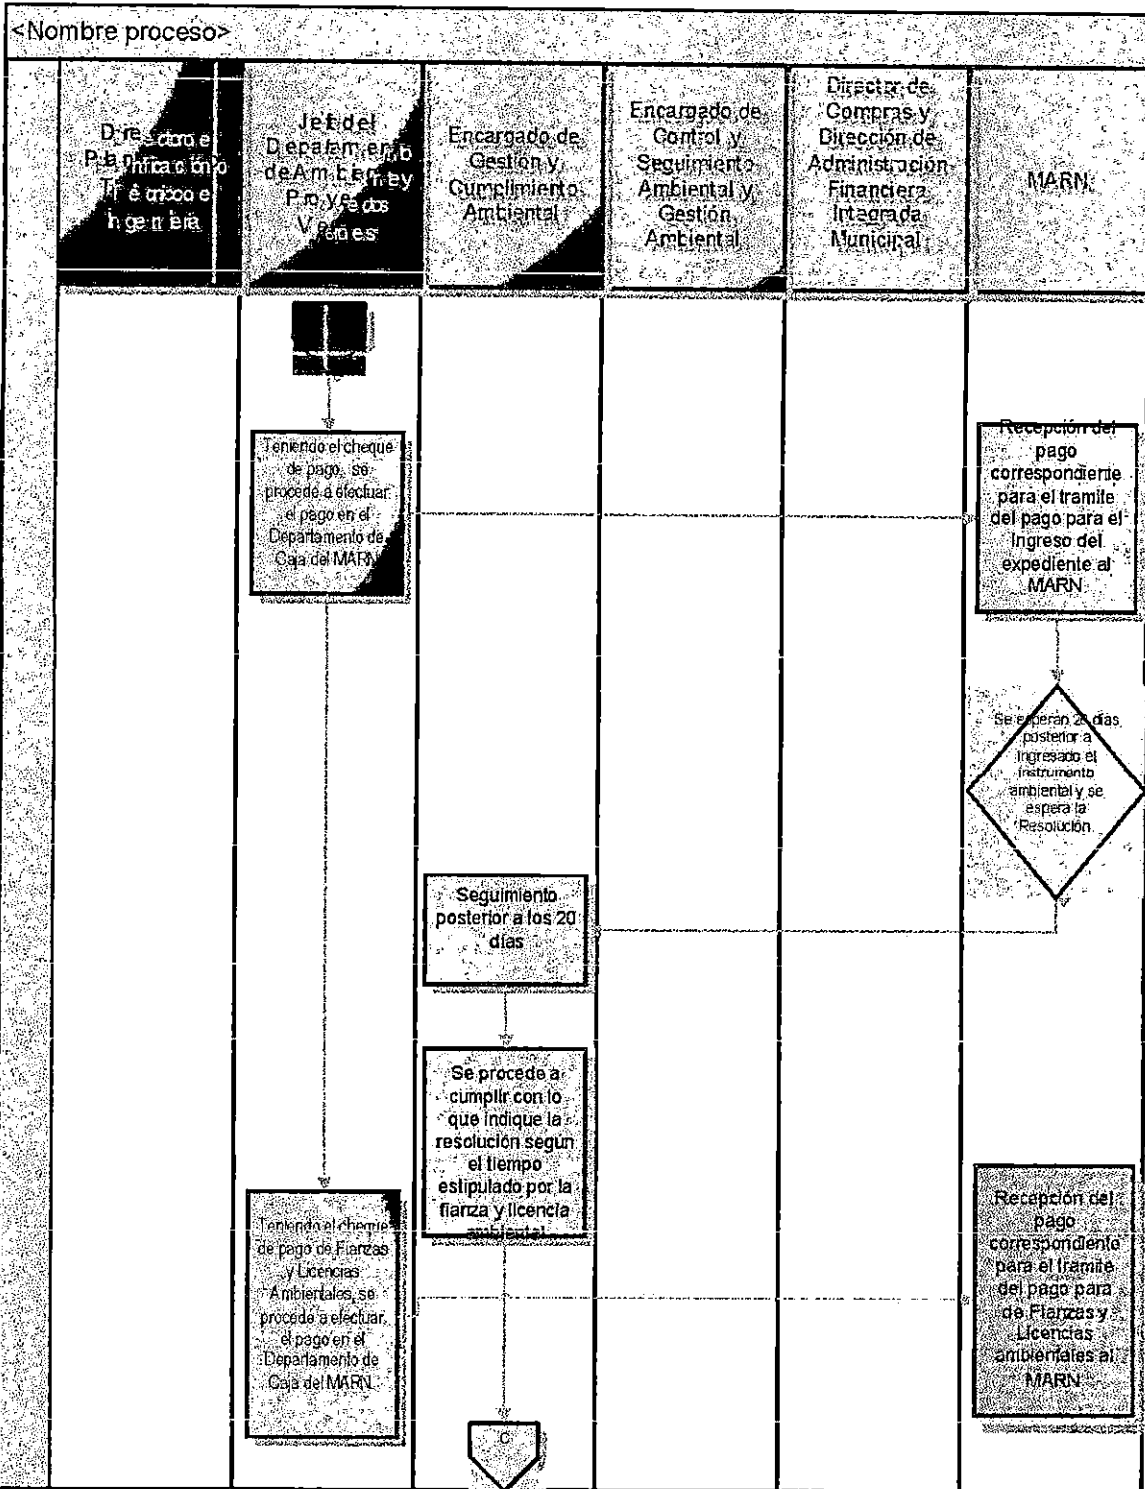 <Nombre proceso>
Encargado de
Gestión y
Cumplimiento
Ambiental
Encargado de
Control y
Seguimiento
Ambiental y
Gestión
Ambiental
Director de
Compras y
Dirección de
Administración
Financiera
Integrada
Municipal
MARN
Teniendo el cheque
de pago, se
procede a efectuar
el pago en el
Departamento de
Caja del MARN
Recepción del
pago
correspondiente
para el tramite
del pago para el
Ingreso del
expediente al
MARN
Se esperan 20 días
posterior a
ingresado el
instrumento
ambiental y se
espera la
Resolución
Seguimiento
posterior a los 20
días
Se procede a
cumplir con lo
que indique la
resolución según
el tiempo
estipulado por la
fianza y licencia
ambiental
Teniendo el cheque
de pago de Fianzas
y Licencias
Ambientales, se
procede a efectuar
el pago en el
Departamento de
Caja del MARN
Recepción del
pago
correspondiente
para el tramite
del pago para
de Fianzas y
Licencias
ambientales al
MARN
C